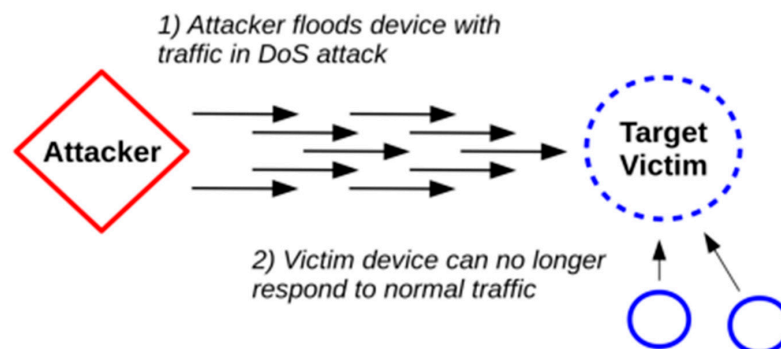 1) Attacker floods device with
traffic in DoS attack
Attacker
Target
Victim
2) Victim device can no longer
respond to normal traffic